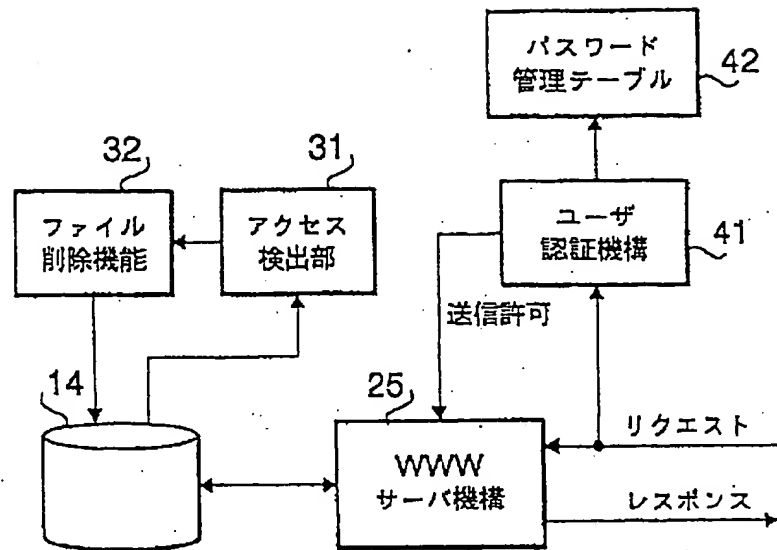 パスワード
管理テーブル
42
32
31
ファイル
削除機能
アクセス
検出部
ユーザ
認証機構
41
送信許可
14
25
WWW
サーバ機構
リクエスト
レスポンス